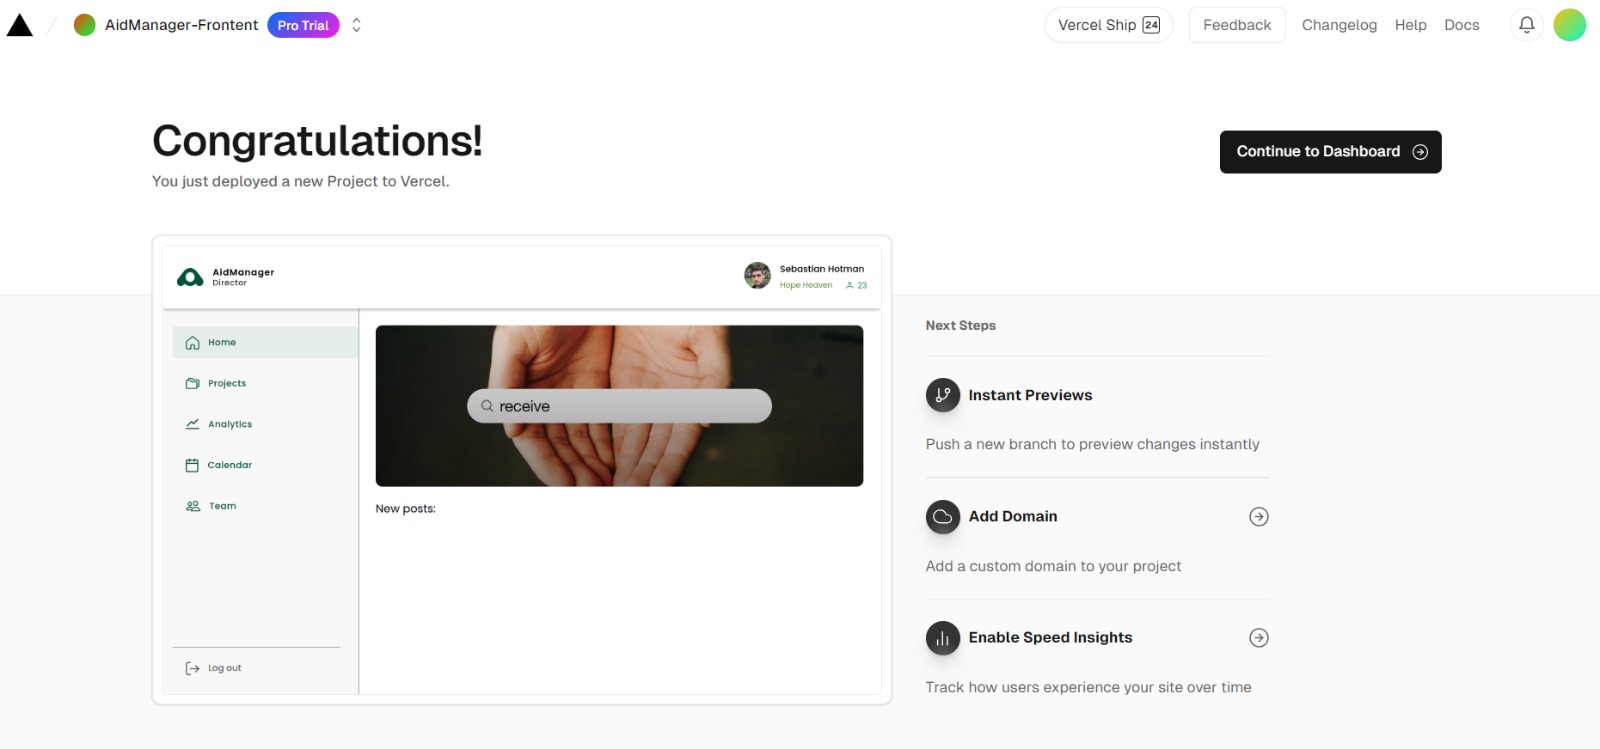 AidManager-Frontent Pro Trial
Vercel Ship 24 Feedback Changelog Help Docs
Congratulations!
You just deployed a new Project to Vercel.
Continue to Dashboard
AidManager
Director
Sebastian Hotman
Hope Heaven 23
Home
Projects
Analytics
Calendar
Team
Log out
receive
New posts:
Next Steps
Instant Previews
Push a new branch to preview changes instantly
Add Domain
Add a custom domain to your project
Enable Speed Insights
Track how users experience your site over time